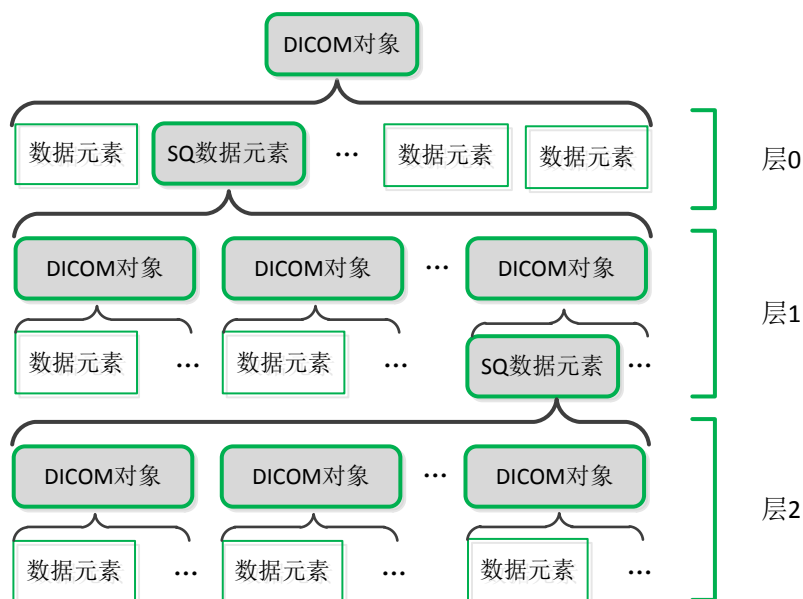 DICOM对象
数据元素 SQ数据元素 … 数据元素 数据元素 层0
DICOM对象 DICOM对象 … DICOM对象
层1
数据元素 … 数据元素 … SQ数据元素 …
DICOM对象 DICOM对象 … DICOM对象
层2
数据元素 … 数据元素 … 数据元素 …